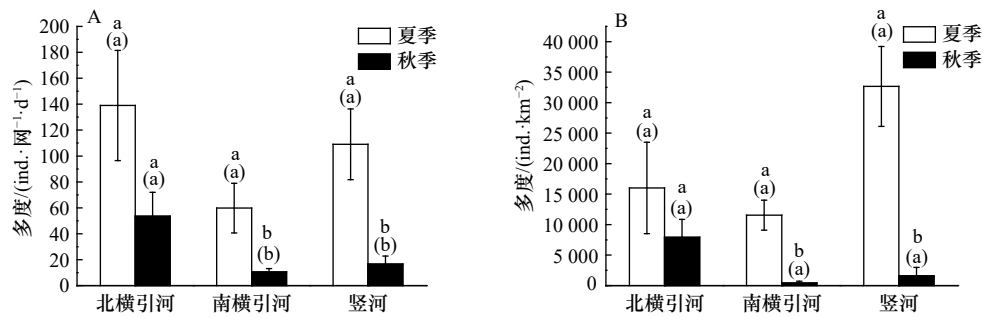 A
多度/(ind.·网⁻¹·d⁻¹)
200
180
160
140
120
100
80
60
40
20
0
夏季
秋季
a
(a)
a
(a)
a
(a)
b
(b)
a
(a)
b
(b)
北横引河 南横引河 竖河
B
多度/(ind.·km⁻²)
40 000
35 000
30 000
25 000
20 000
15 000
10 000
5 000
0
夏季
秋季
a
(a)
a
(a)
a
(a)
b
(a)
a
(a)
b
(a)
北横引河 南横引河 竖河